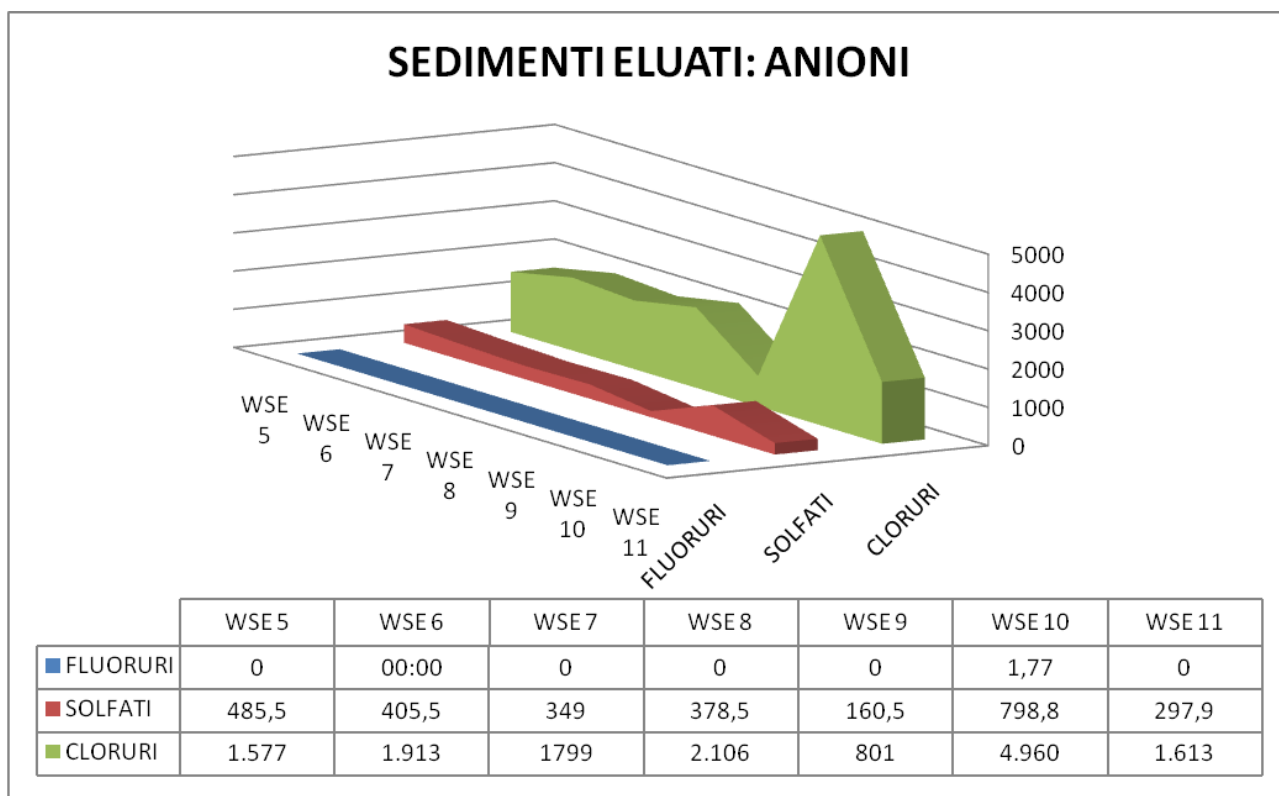 SEDIMENTI ELUATI: ANIONI
5000
4000
3000
2000
1000
0
WSE 5
WSE 6
WSE 7
WSE 8
WSE 9
WSE 10
WSE 11
FLUORURI
SOLFATI
CLORURI
WSE 5 WSE 6 WSE 7 WSE 8 WSE 9 WSE 10 WSE 11
FLUORURI 0 00:00 0 0 0 1,77 0
SOLFATI 485,5 405,5 349 378,5 160,5 798,8 297,9
CLORURI 1.577 1.913 1799 2.106 801 4.960 1.613